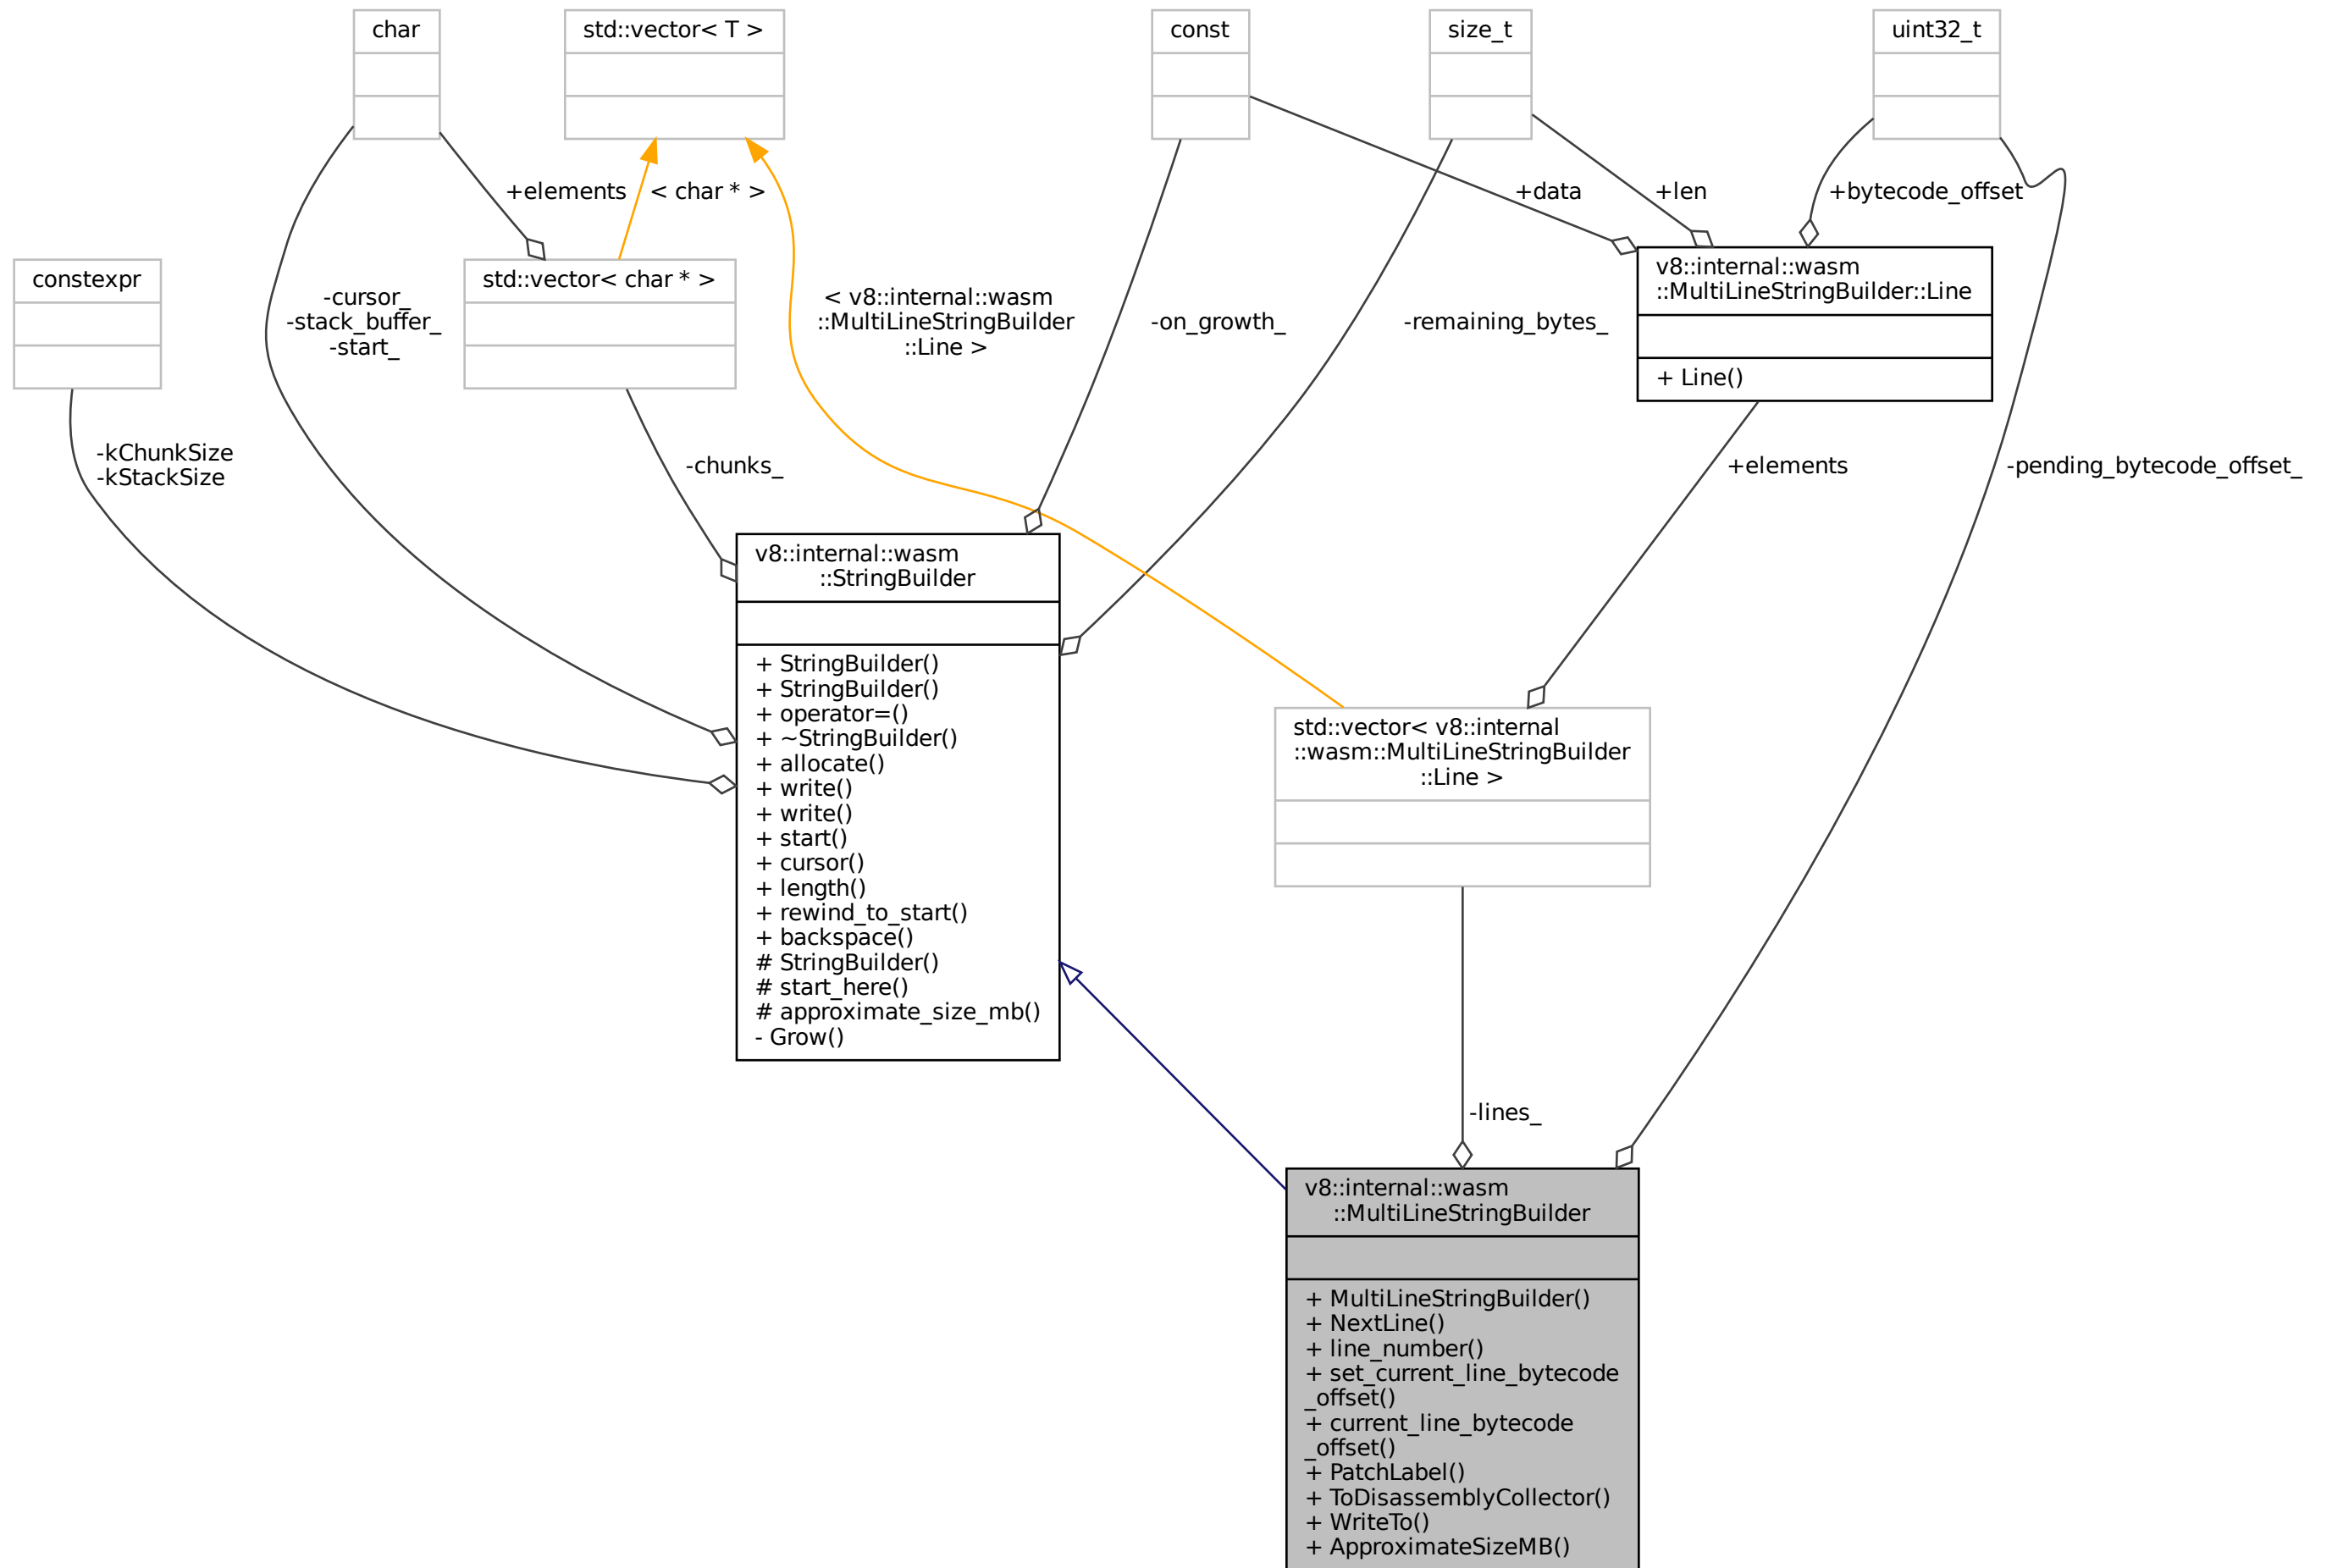 char
std::vector< T >
const
size_t
uint32_t
+elements
< char * >
+data
+len
+bytecode_offset
constexpr
-cursor_
-stack_buffer_
-start_
std::vector< char * >
< v8::internal::wasm
::MultiLineStringBuilder
::Line >
-on_growth_
-remaining_bytes_
v8::internal::wasm
::MultiLineStringBuilder::Line
+ Line()
-kChunkSize
-kStackSize
-chunks_
+elements
-pending_bytecode_offset_
v8::internal::wasm
::StringBuilder
+ StringBuilder()
+ StringBuilder()
+ operator=()
+ ~StringBuilder()
+ allocate()
+ write()
+ write()
+ start()
+ cursor()
+ length()
+ rewind_to_start()
+ backspace()
# StringBuilder()
# start_here()
# approximate_size_mb()
- Grow()
std::vector< v8::internal
::wasm::MultiLineStringBuilder
::Line >
-lines_
v8::internal::wasm
::MultiLineStringBuilder
+ MultiLineStringBuilder()
+ NextLine()
+ line_number()
+ set_current_line_bytecode
_offset()
+ current_line_bytecode
_offset()
+ PatchLabel()
+ ToDisassemblyCollector()
+ WriteTo()
+ ApproximateSizeMB()